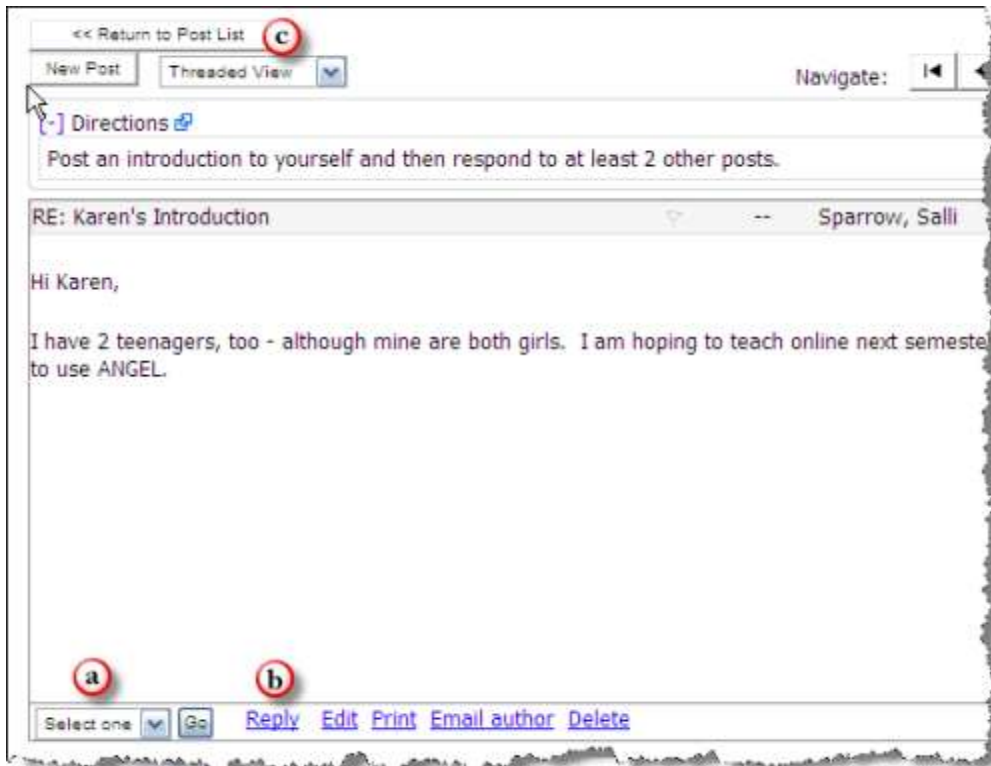 << Return to Post List
c
New Post Threaded View Navigate:
[-] Directions
Post an introduction to yourself and then respond to at least 2 other posts.
RE: Karen's Introduction -- Sparrow, Salli
Hi Karen,
I have 2 teenagers, too - although mine are both girls. I am hoping to teach online next semeste
to use ANGEL.
a
b
Select one Go Reply Edit Print Email author Delete